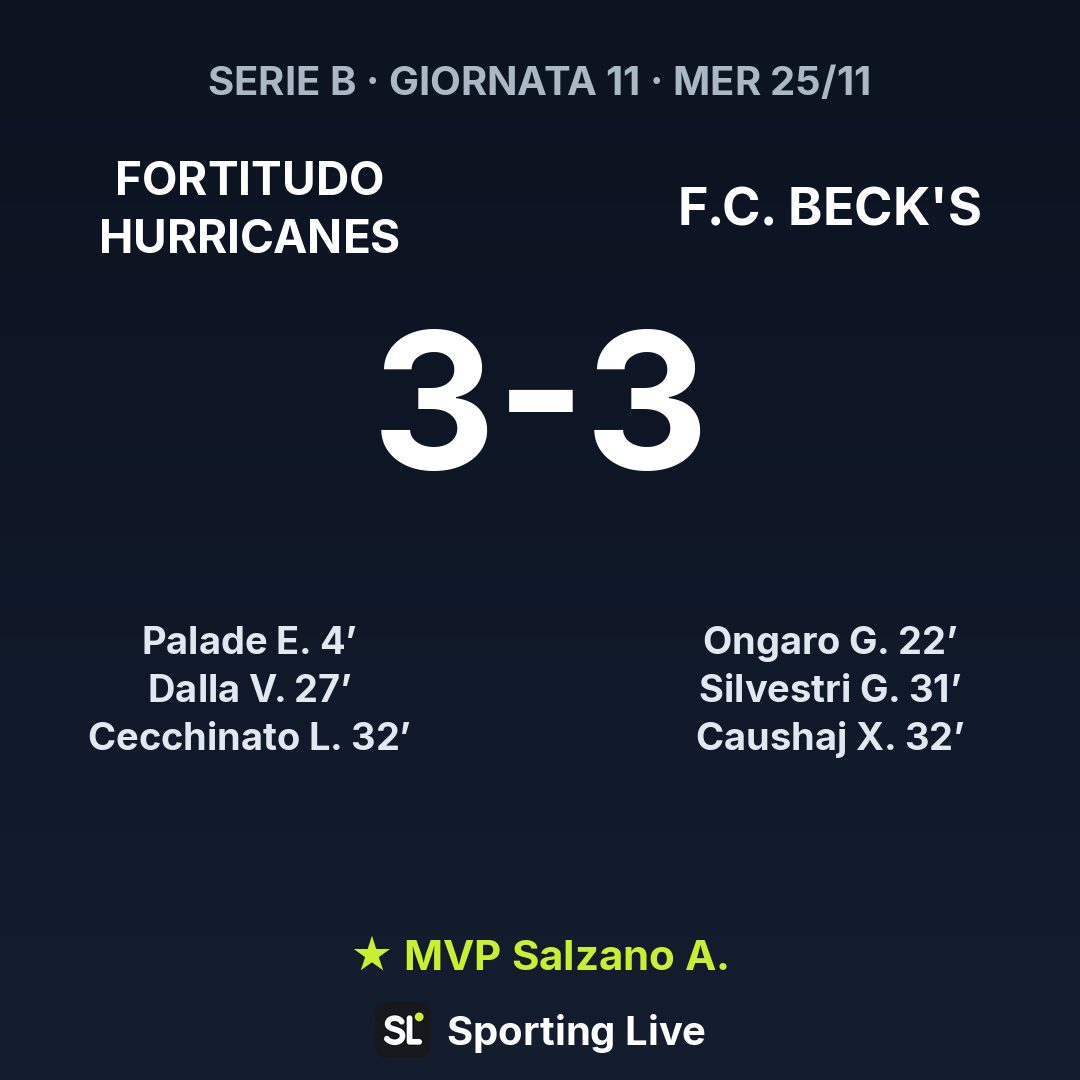 SERIE B · GIORNATA 11 · MER 25/11
FORTITUDO
HURRICANES
F.C. BECK'S
3-3
Palade E. 4’
Dalla V. 27’
Cecchinato L. 32’
Ongaro G. 22’
Silvestri G. 31’
Caushaj X. 32’
★ MVP Salzano A.
SL Sporting Live